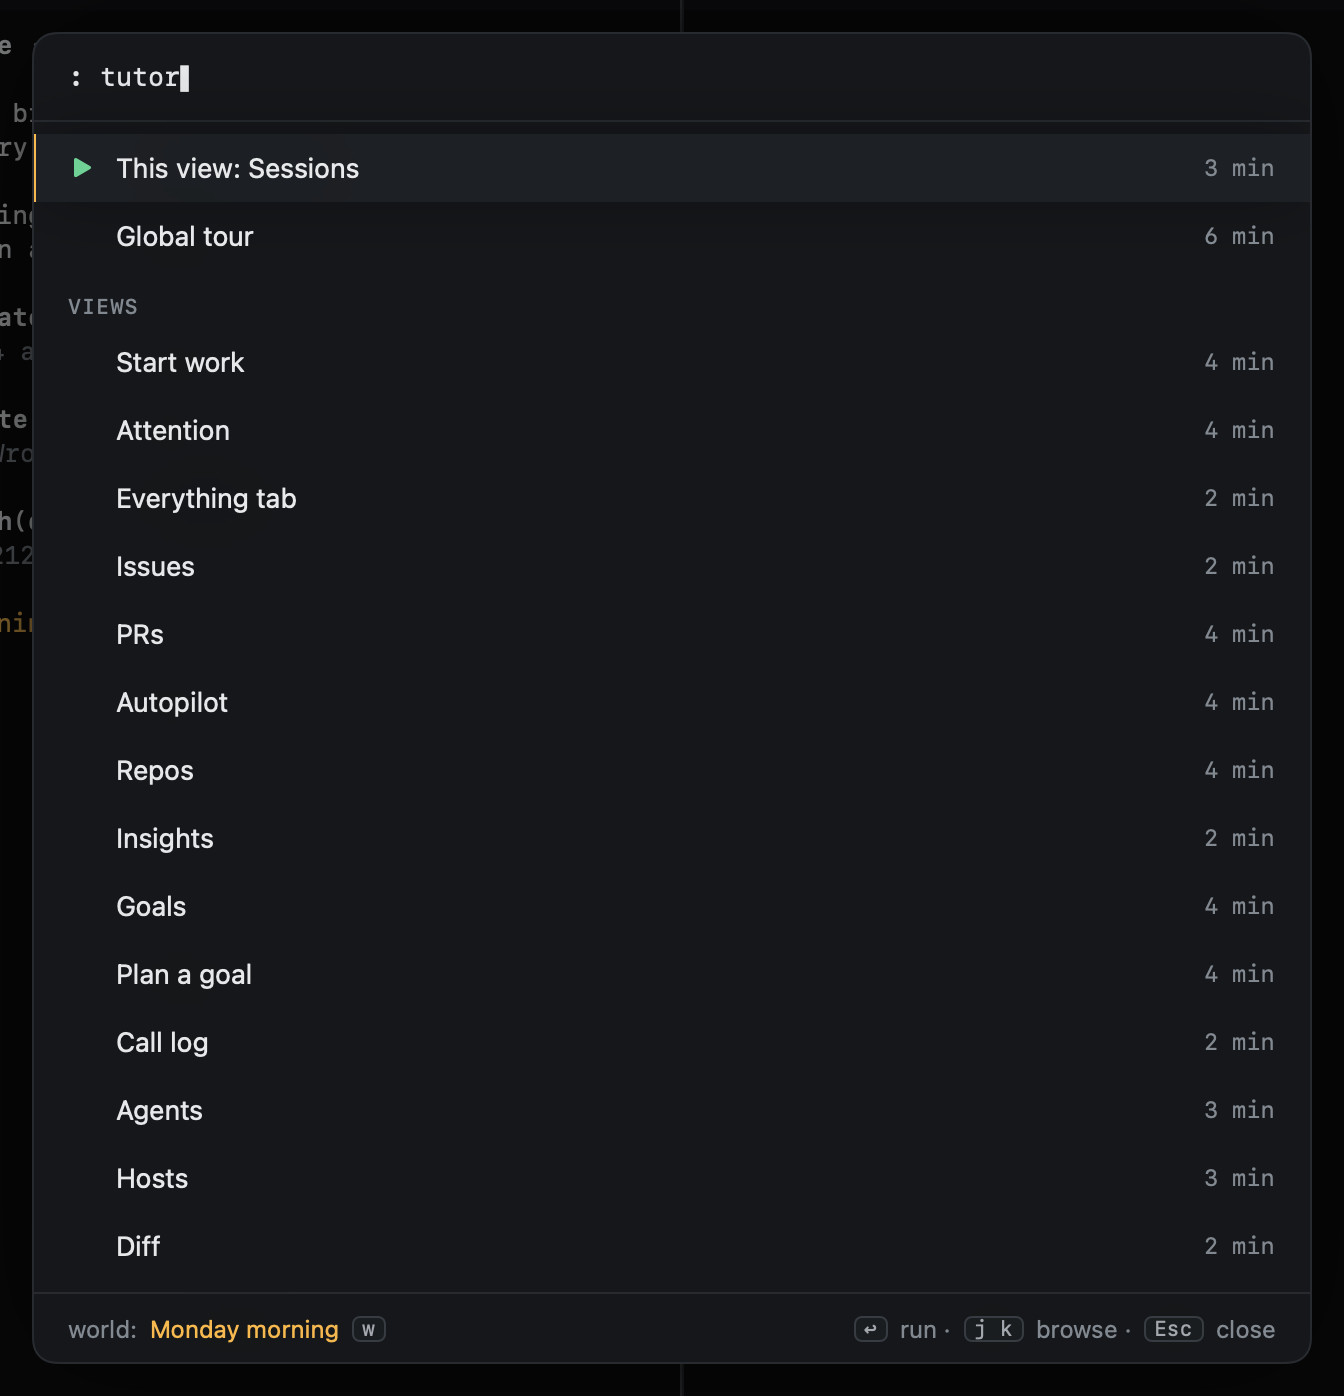 : tutor
This view: Sessions 3 min
Global tour 6 min
VIEWS
Start work 4 min
Attention 4 min
Everything tab 2 min
Issues 2 min
PRs 4 min
Autopilot 4 min
Repos 4 min
Insights 2 min
Goals 4 min
Plan a goal 4 min
Call log 2 min
Agents 3 min
Hosts 3 min
Diff 2 min
world: Monday morning w ↩ run · j k browse · Esc close